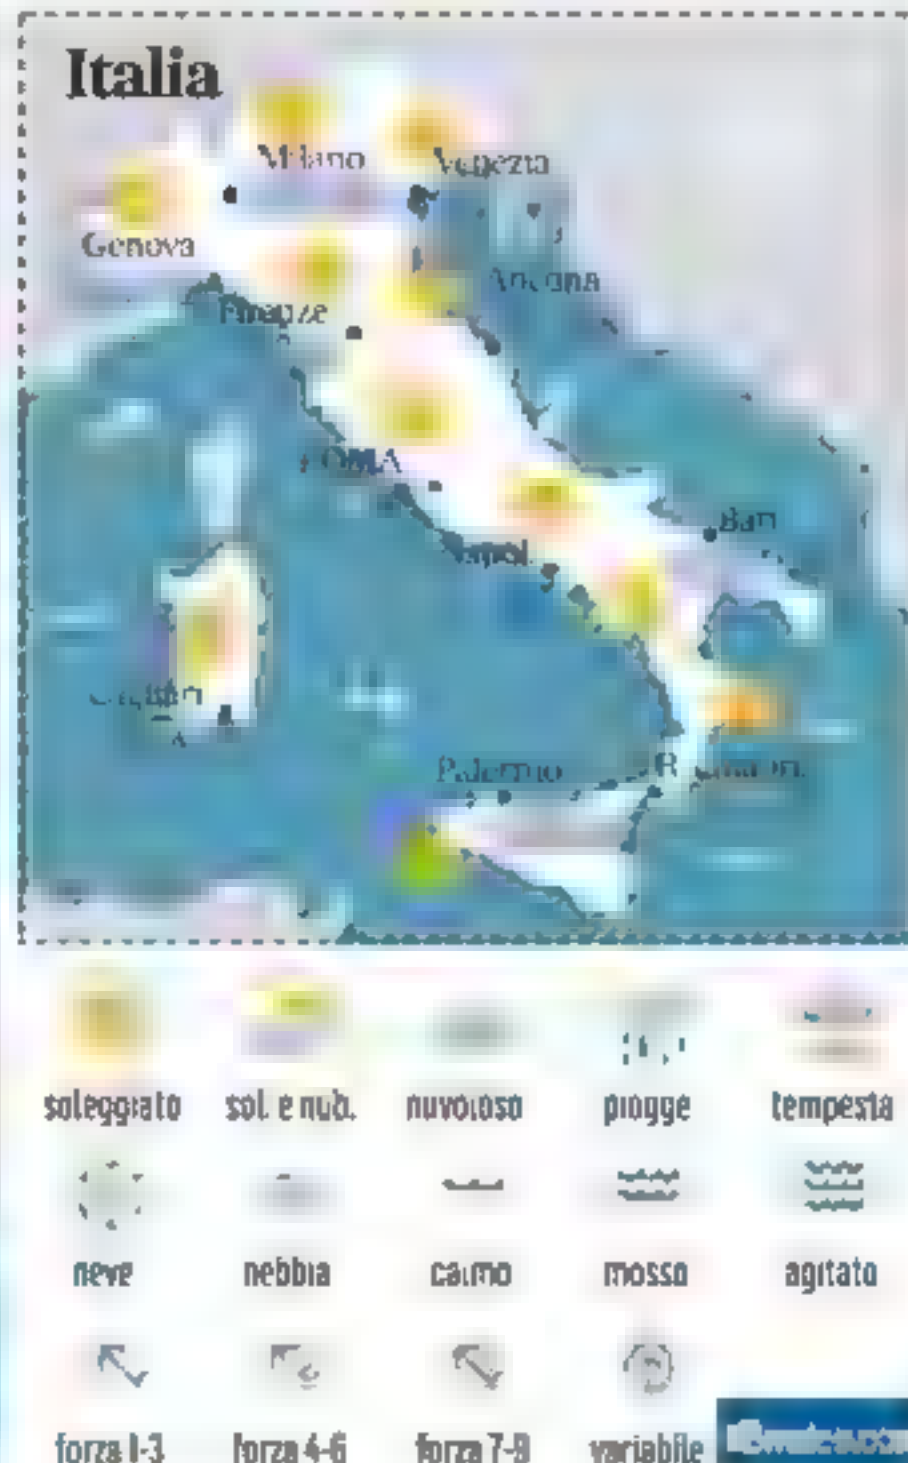 Italia
Milano
Venezia
Genova
Ancona
Firenze
Bari
Palermo
soleggiato sol. e nub. nuvoloso piogge tempesta
neve nebbia calmo mosso agitato
forza 1-3 forza 4-6 forza 7-9 variabile